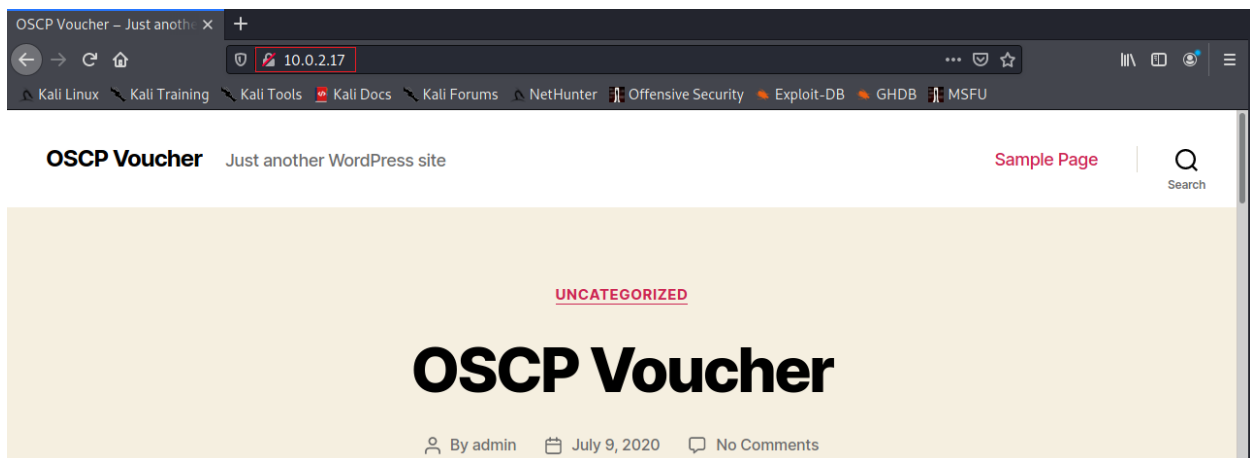 OSCP Voucher – Just anothe
10.0.2.17
Kali Linux Kali Training Kali Tools Kali Docs Kali Forums NetHunter Offensive Security Exploit-DB GHDB MSFU
OSCP Voucher Just another WordPress site Sample Page
Search
UNCATEGORIZED
OSCP Voucher
By admin July 9, 2020 No Comments